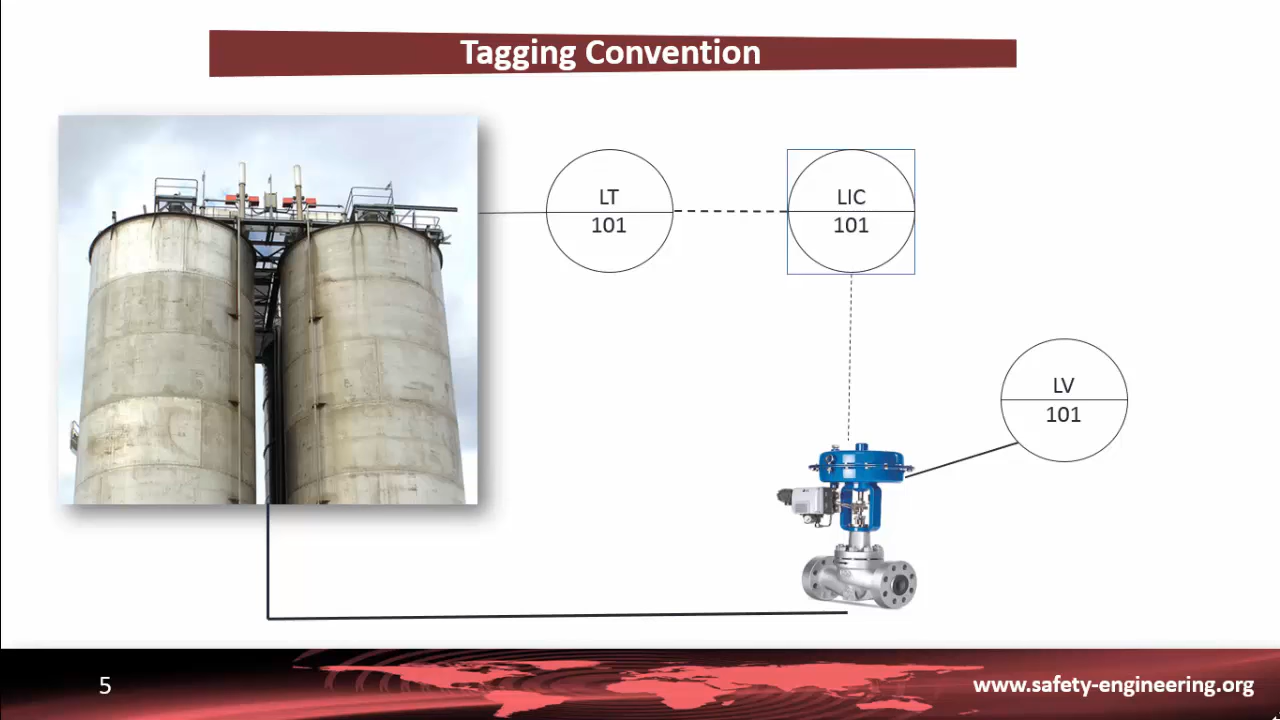 Tagging Convention
LT
101
LIC
101
LV
101
5
www.safety-engineering.org